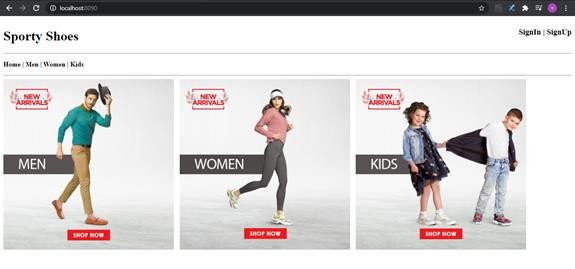 localhost:8090
Sporty Shoes
SignIn | SignUp
Home | Men | Women | Kids
NEW
ARRIVALS
MEN
SHOP NOW
NEW
ARRIVALS
WOMEN
SHOP NOW
NEW
ARRIVALS
KIDS
SHOP NOW